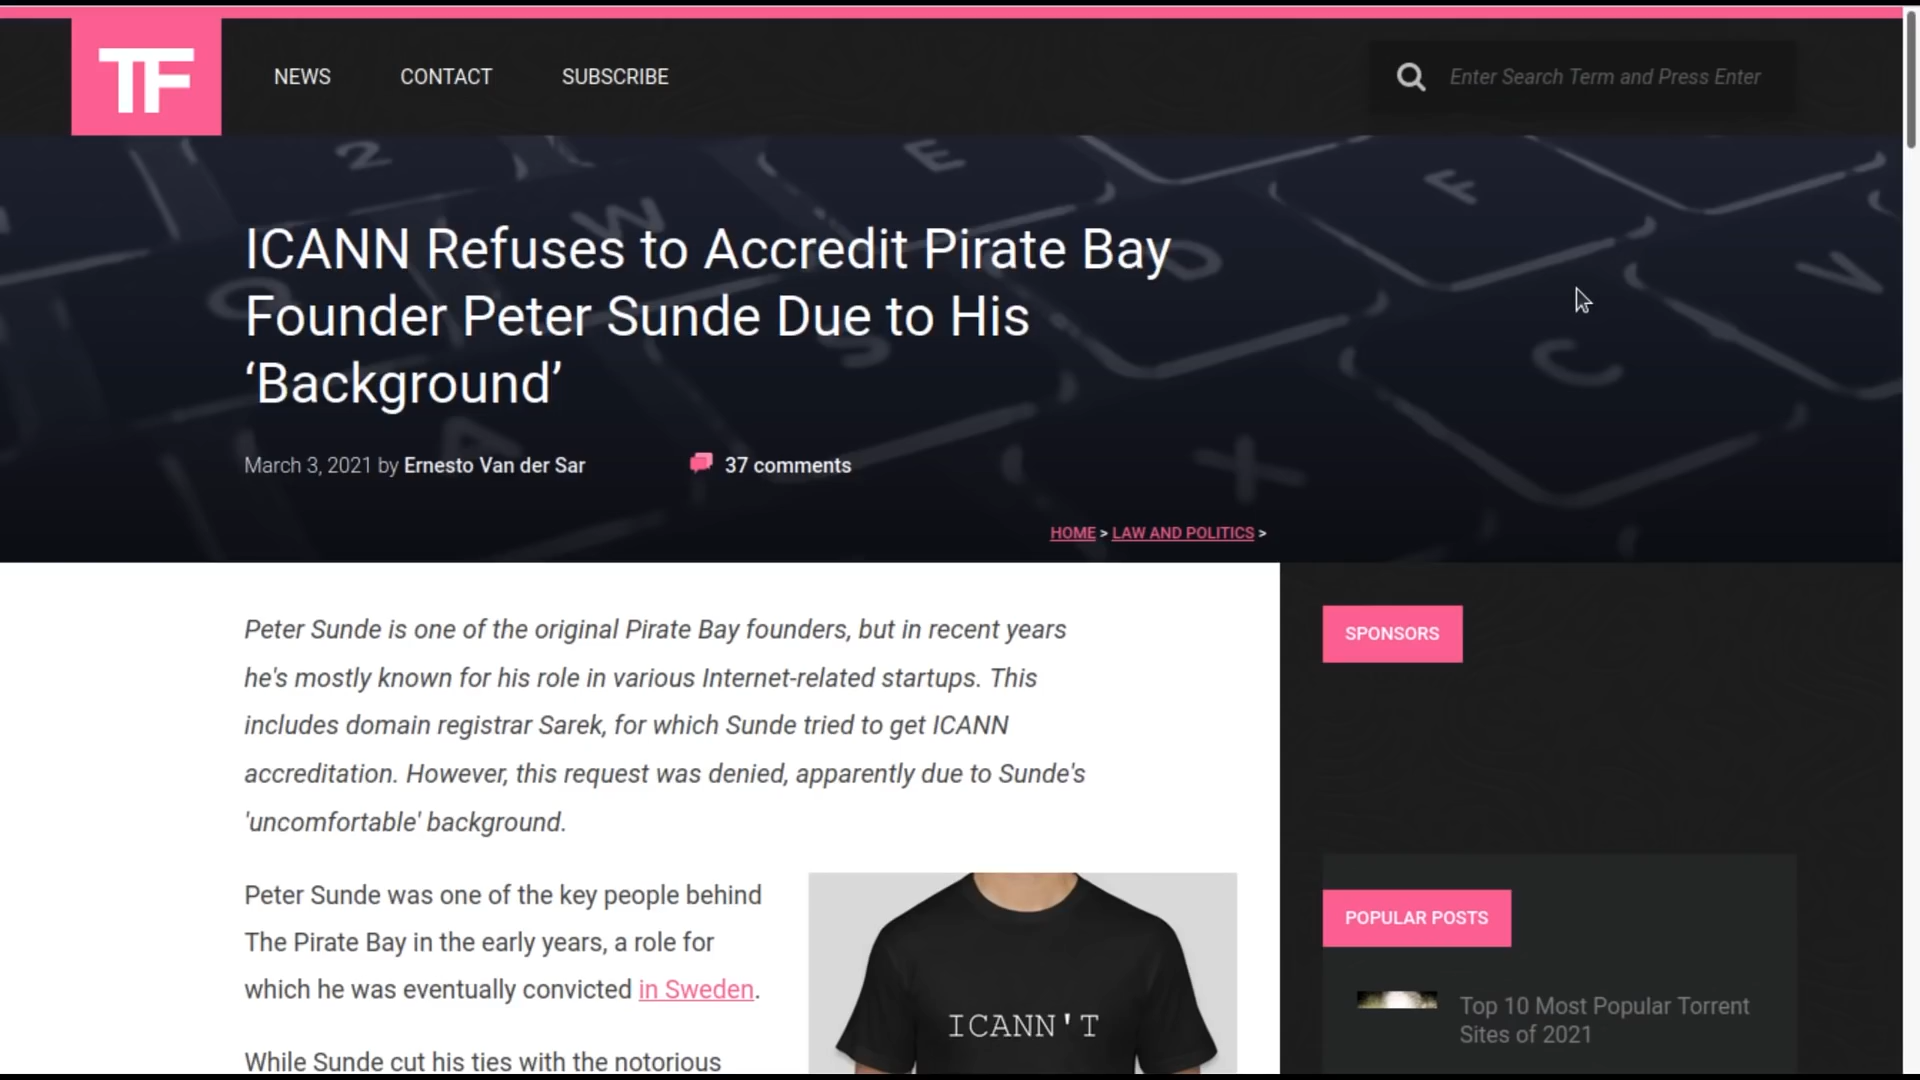 TF
NEWS
CONTACT
SUBSCRIBE
Enter Search Term and Press Enter
ICANN Refuses to Accredit Pirate Bay
Founder Peter Sunde Due to His
‘Background’
March 3, 2021 by Ernesto Van der Sar
37 comments
HOME > LAW AND POLITICS >
Peter Sunde is one of the original Pirate Bay founders, but in recent years
he's mostly known for his role in various Internet-related startups. This
includes domain registrar Sarek, for which Sunde tried to get ICANN
accreditation. However, this request was denied, apparently due to Sunde's
'uncomfortable' background.
Peter Sunde was one of the key people behind
The Pirate Bay in the early years, a role for
which he was eventually convicted in Sweden.
While Sunde cut his ties with the notorious
ICANN'T
SPONSORS
POPULAR POSTS
Top 10 Most Popular Torrent
Sites of 2021